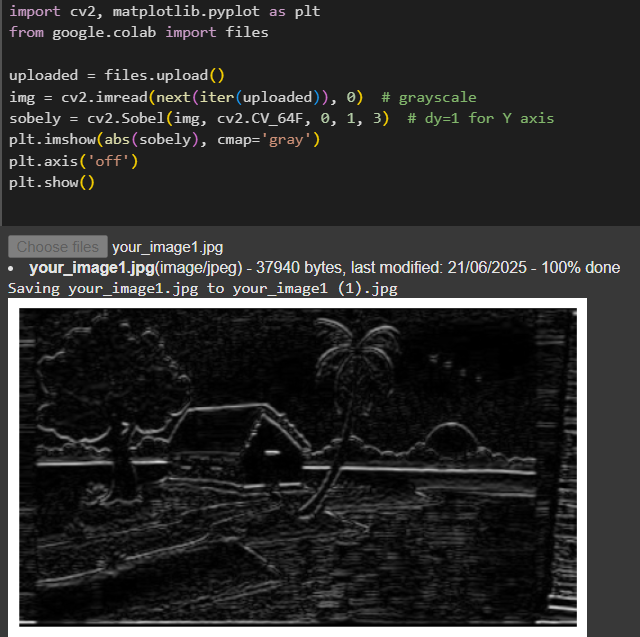 import cv2, matplotlib.pyplot as plt
from google.colab import files
uploaded = files.upload()
img = cv2.imread(next(iter(uploaded)), 0)  # grayscale
sobely = cv2.Sobel(img, cv2.CV_64F, 0, 1, 3)  # dy=1 for Y axis
plt.imshow(abs(sobely), cmap='gray')
plt.axis('off')
plt.show()
Choose files your_image1.jpg
• your_image1.jpg(image/jpeg) - 37940 bytes, last modified: 21/06/2025 - 100% done
Saving your_image1.jpg to your_image1 (1).jpg